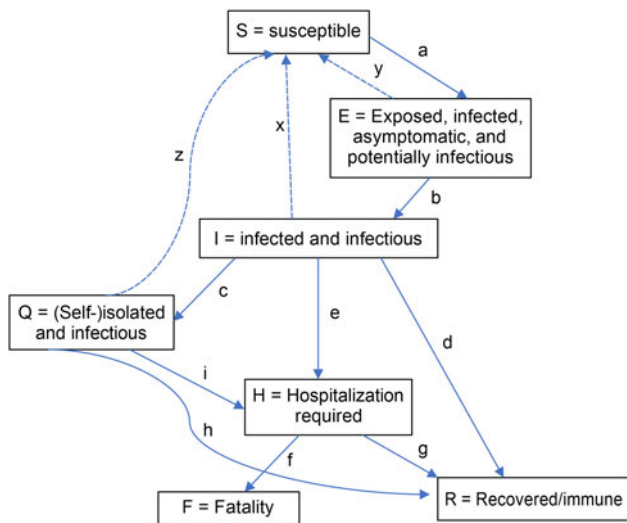 S = susceptible
a
y
E = Exposed, infected,
asymptomatic, and
potentially infectious
x
z
b
I = infected and infectious
c
Q = (Self-)isolated
and infectious
e
d
i
H = Hospitalization
required
h
g
f
R = Recovered/immune
F = Fatality